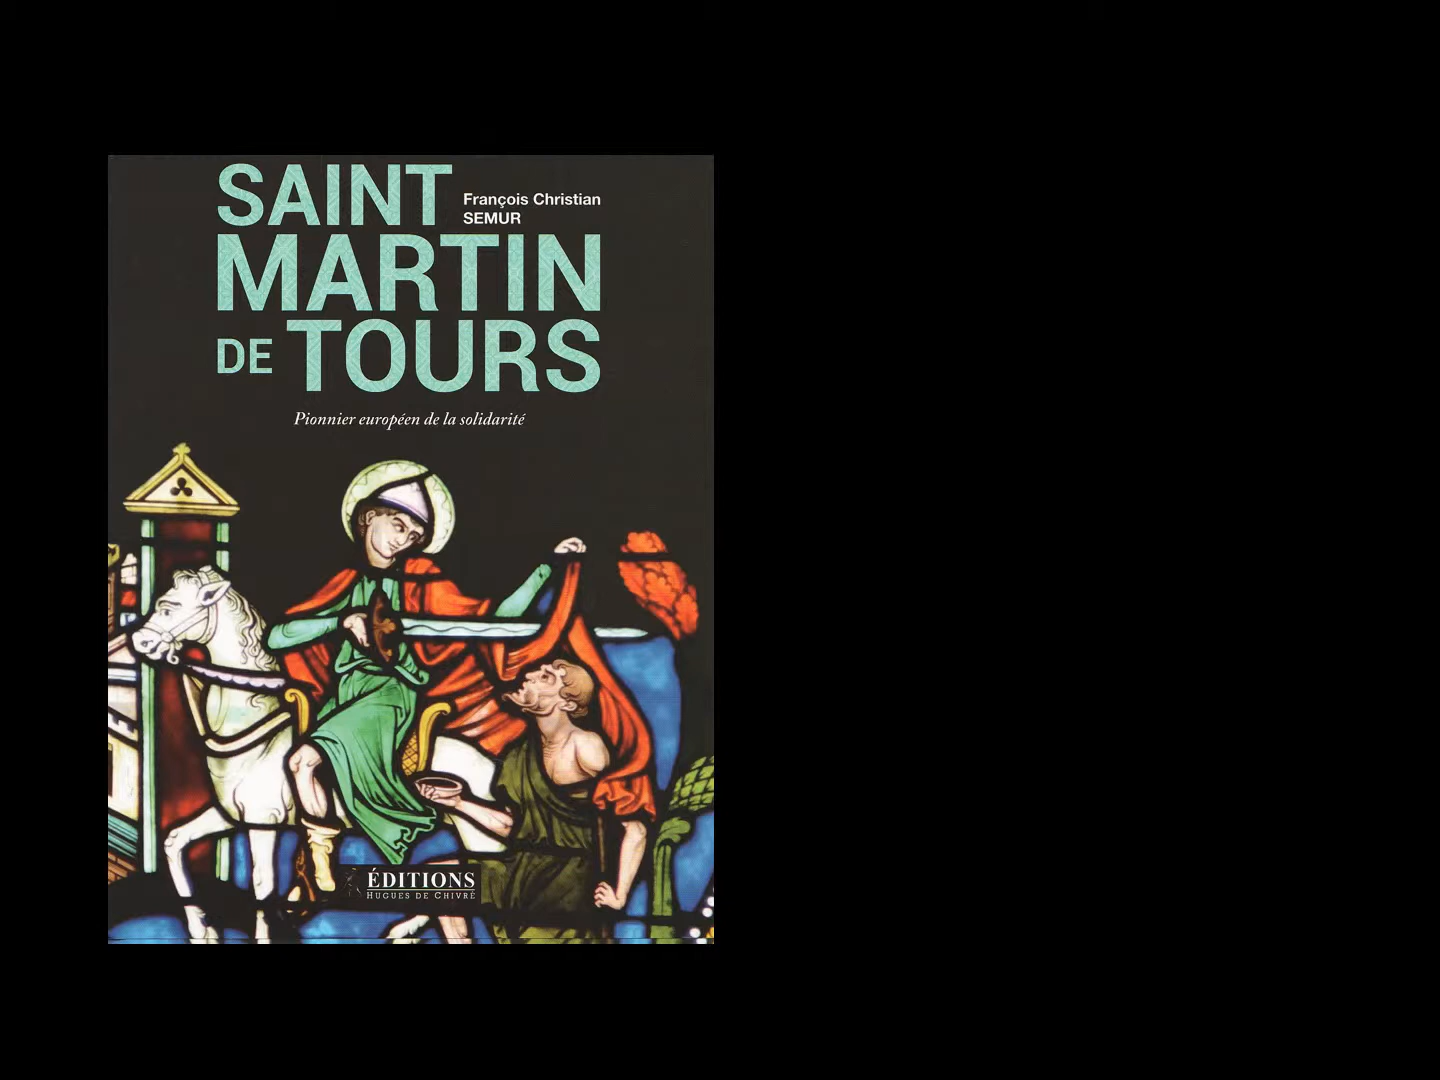 SAINT
François Christian
SEMUR
MARTIN
DE TOURS
Pionnier européen de la solidarité
ÉDITIONS
HUGUES DE CHIVRÉ